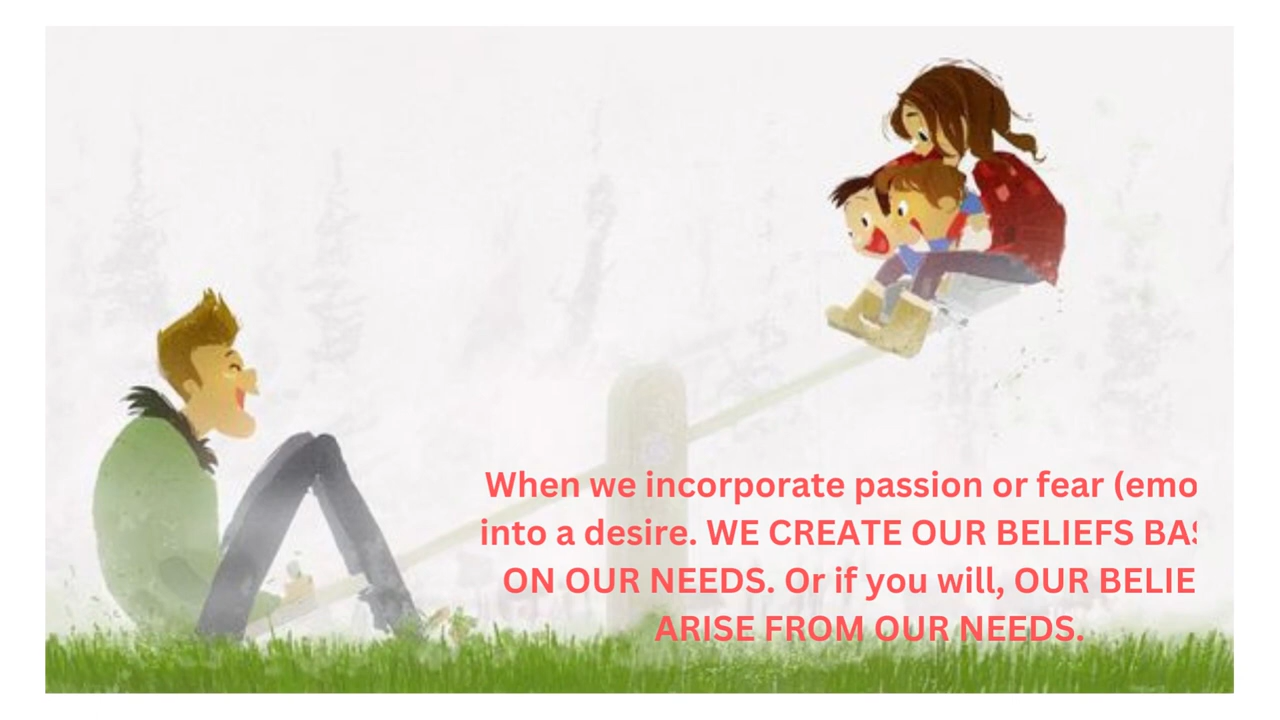 When we incorporate passion or fear (emo
into a desire. WE CREATE OUR BELIEFS BAS
ON OUR NEEDS. Or if you will, OUR BELIE
ARISE FROM OUR NEEDS.